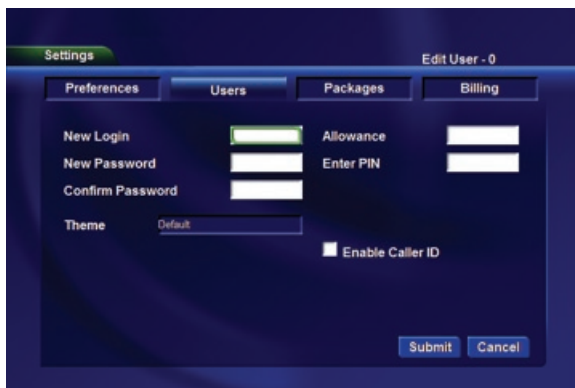 Settings
Edit User - 0
Preferences Users Packages Billing
New Login Allowance
New Password Enter PIN
Confirm Password
Theme Default
Enable Caller ID
Submit Cancel